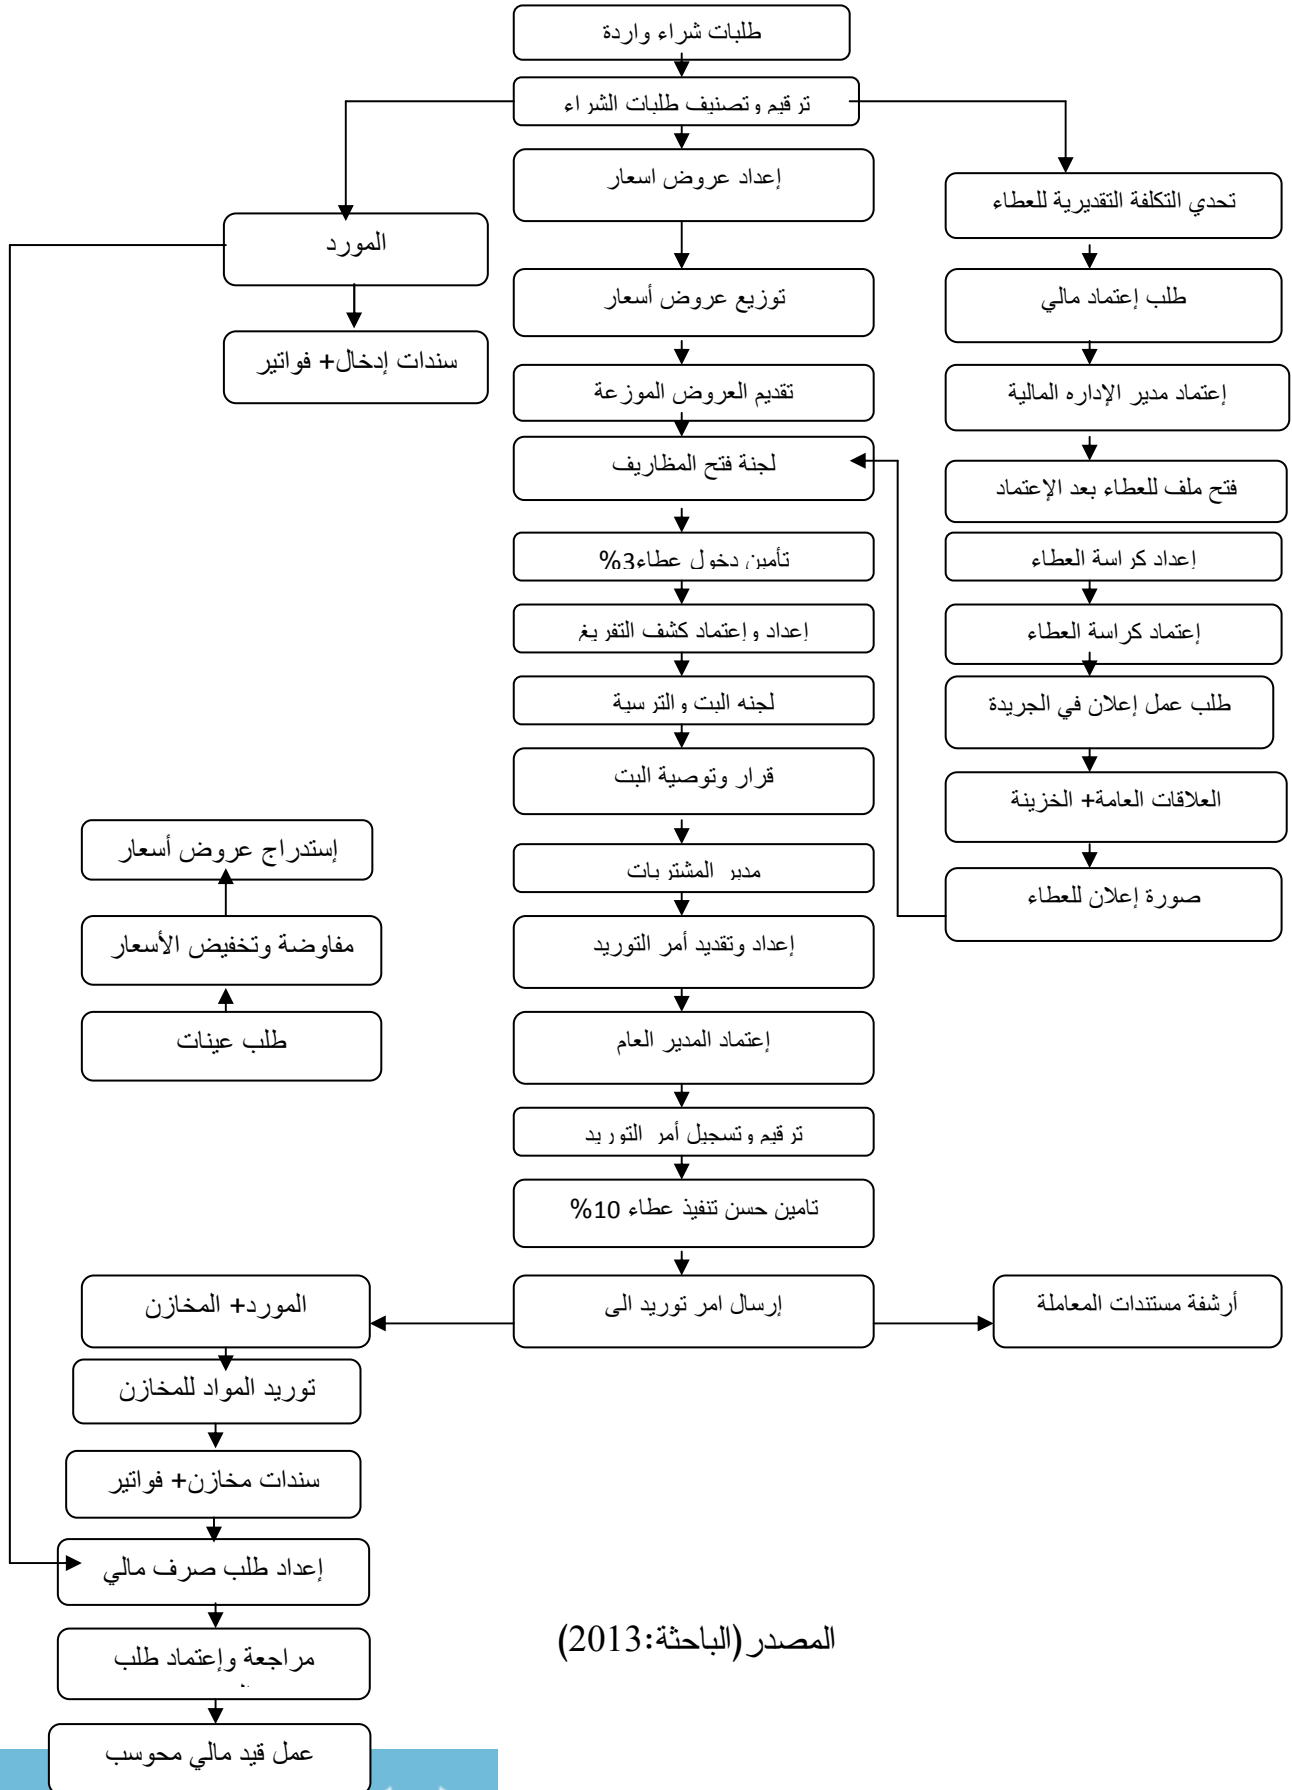 طلبات شراء واردة
ترقيم وتصنيف طلبات الشراء
إعداد عروض اسعار
تحدي التكلفة التقديرية للعطاء
المورد
توزيع عروض أسعار
طلب إعتماد مالي
سندات إدخال+ فواتير
تقديم العروض الموزعة
إعتماد مدير الإداره المالية
لجنة فتح المظاريف
فتح ملف للعطاء بعد الإعتماد
تأمين دخول عطاء3%
إعداد كراسة العطاء
إعداد وإعتماد كشف التفريغ
إعتماد كراسة العطاء
لجنه البت والترسية
طلب عمل إعلان في الجريدة
قرار وتوصية البت
العلاقات العامة+ الخزينة
إستدراج عروض أسعار
مدير المشتريات
صورة إعلان للعطاء
مفاوضة وتخفيض الأسعار
إعداد وتقديد أمر التوريد
طلب عينات
إعتماد المدير العام
ترقيم وتسجيل أمر التوريد
تامين حسن تنفيذ عطاء 10%
المورد+ المخازن
إرسال امر توريد الى
أرشفة مستندات المعاملة
توريد المواد للمخازن
سندات مخازن+ فواتير
إعداد طلب صرف مالي
المصدر (الباحثة:2013)
مراجعة وإعتماد طلب
عمل قيد مالي محوسب